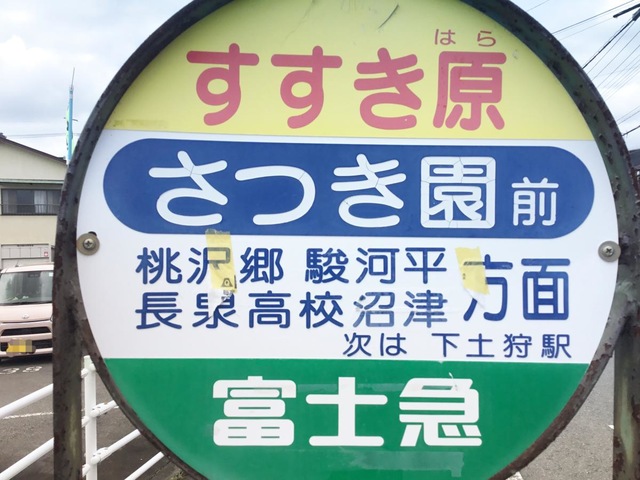 はら
すすき原
さつき園前
桃沢郷 駿河平
長泉高校沼津方面
次は 下土狩駅
富士急